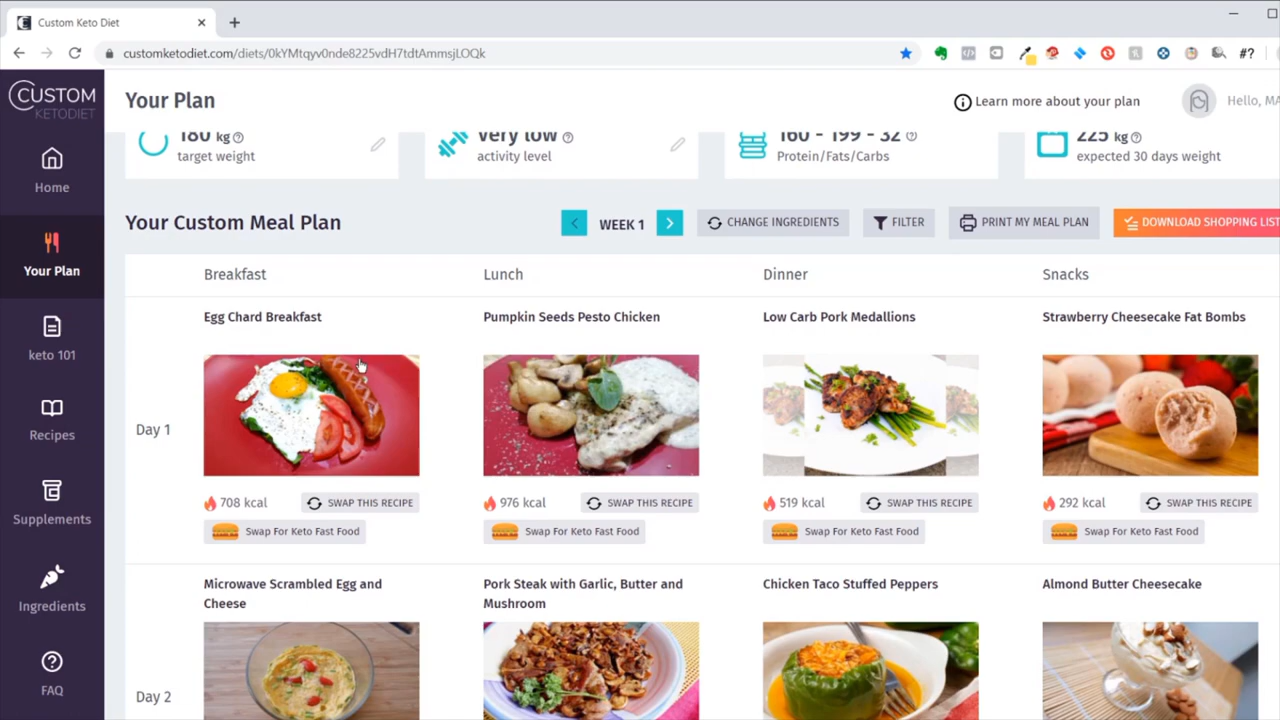 Custom Keto Diet
customketodiet.com/diets/0kYMtqyv0nde8225vdH7tdtAmmsjLOQk
#?
CUSTOM
KETODIET
Your Plan
Learn more about your plan
Hello, MA
Home
Your Plan
keto 101
Recipes
Supplements
Ingredients
FAQ
180 kg
target weight
Very low
activity level
160 - 199 - 32
Protein/Fats/Carbs
225 kg
expected 30 days weight
Your Custom Meal Plan
WEEK 1
CHANGE INGREDIENTS
FILTER
PRINT MY MEAL PLAN
DOWNLOAD SHOPPING LIST
Breakfast
Lunch
Dinner
Snacks
Day 1
Egg Chard Breakfast
Pumpkin Seeds Pesto Chicken
Low Carb Pork Medallions
Strawberry Cheesecake Fat Bombs
708 kcal
SWAP THIS RECIPE
976 kcal
SWAP THIS RECIPE
519 kcal
SWAP THIS RECIPE
292 kcal
SWAP THIS RECIPE
Swap For Keto Fast Food
Swap For Keto Fast Food
Swap For Keto Fast Food
Swap For Keto Fast Food
Day 2
Microwave Scrambled Egg and
Cheese
Pork Steak with Garlic, Butter and
Mushroom
Chicken Taco Stuffed Peppers
Almond Butter Cheesecake